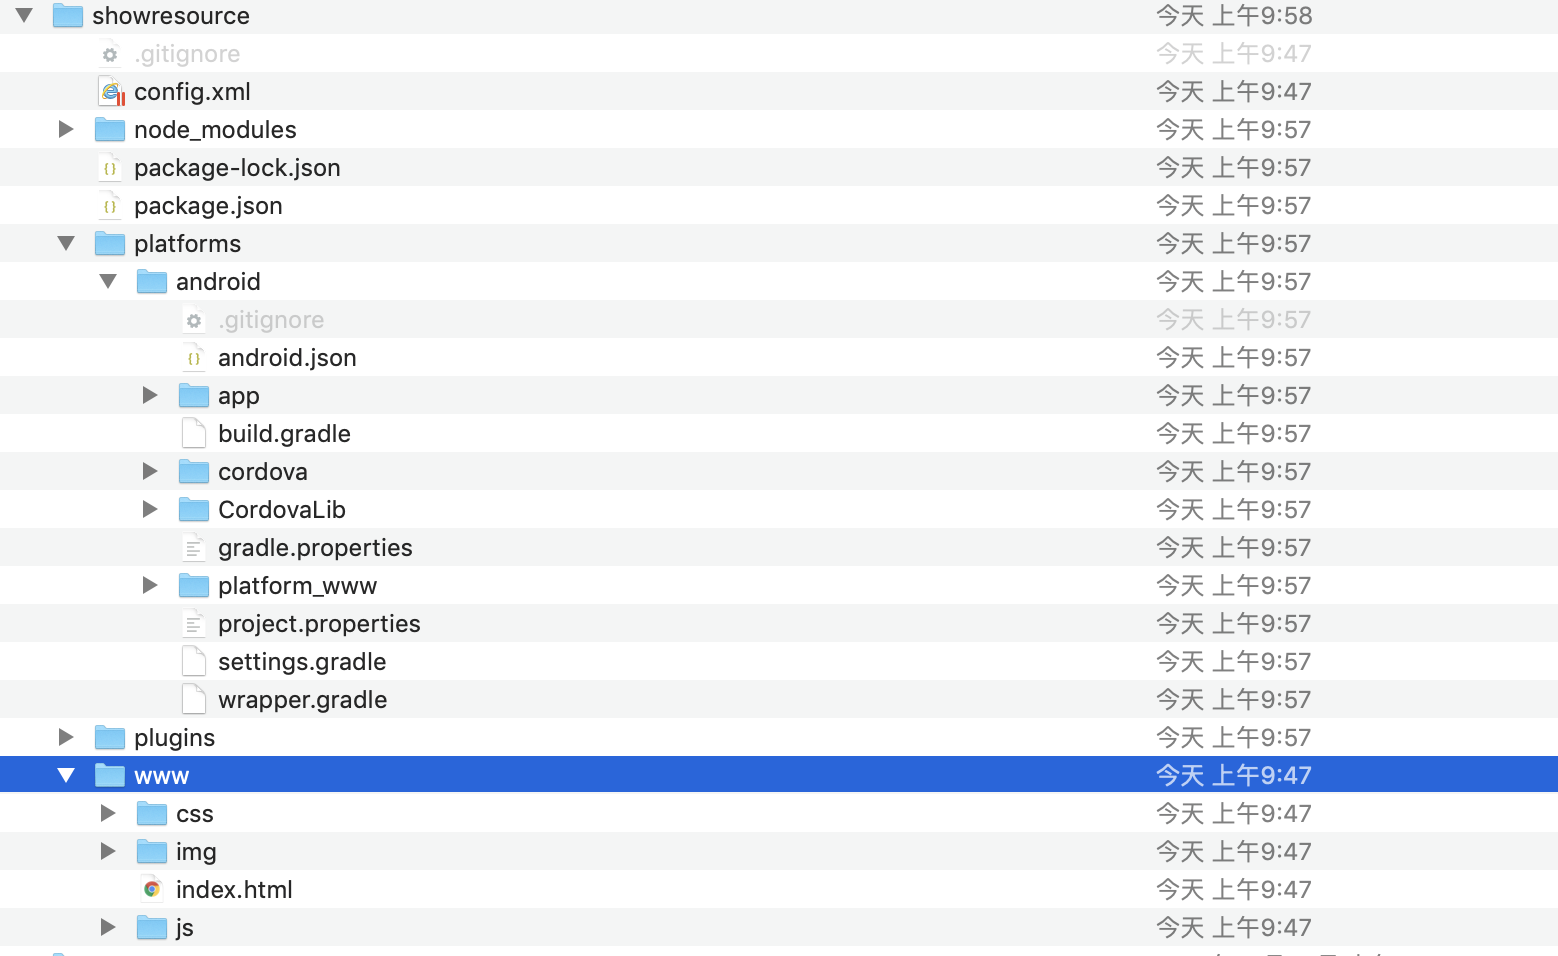 showresource 今天 上午9:58
.gitignore 今天 上午9:47
config.xml 今天 上午9:47
node_modules 今天 上午9:57
package-lock.json 今天 上午9:57
package.json 今天 上午9:57
platforms 今天 上午9:57
android 今天 上午9:57
.gitignore 今天 上午9:57
android.json 今天 上午9:57
app 今天 上午9:57
build.gradle 今天 上午9:57
cordova 今天 上午9:57
CordovaLib 今天 上午9:57
gradle.properties 今天 上午9:57
platform_www 今天 上午9:57
project.properties 今天 上午9:57
settings.gradle 今天 上午9:57
wrapper.gradle 今天 上午9:57
plugins 今天 上午9:57
www 今天 上午9:47
css 今天 上午9:47
img 今天 上午9:47
index.html 今天 上午9:47
js 今天 上午9:47